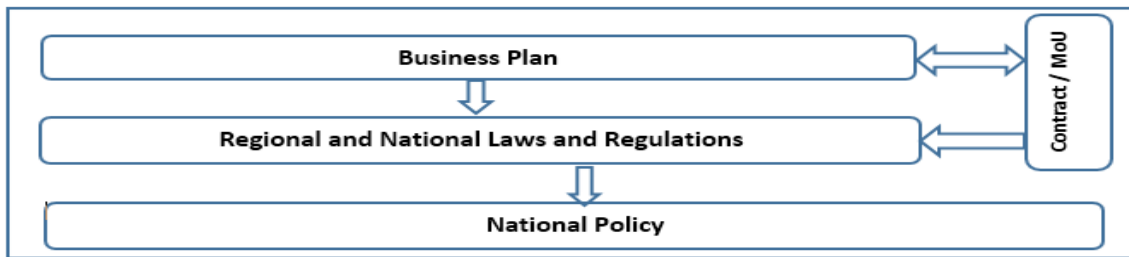 Business Plan
Contract / MoU
Regional and National Laws and Regulations
National Policy